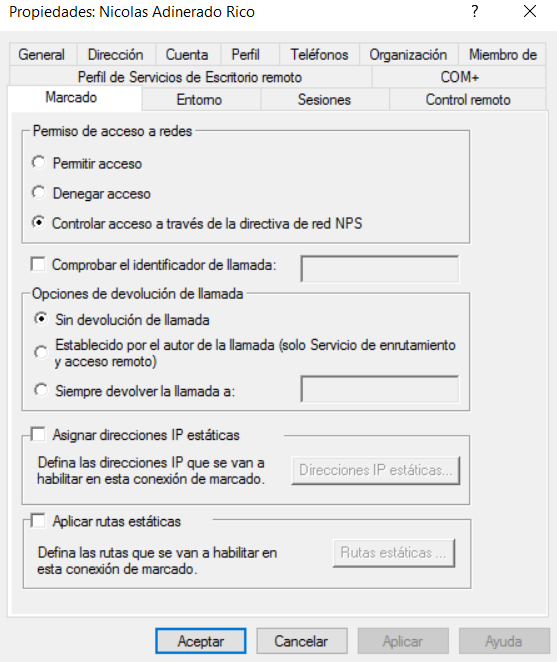 Propiedades: Nicolas Adinerado Rico ?
General Dirección Cuenta Perfil Teléfonos Organización Miembro de
Perfil de Servicios de Escritorio remoto COM+
Marcado Entorno Sesiones Control remoto
Permiso de acceso a redes
Permitir acceso
Denegar acceso
Controlar acceso a través de la directiva de red NPS
Comprobar el identificador de llamada:
Opciones de devolución de llamada
Sin devolución de llamada
Establecido por el autor de la llamada (solo Servicio de enrutamiento
y acceso remoto)
Siempre devolver la llamada a:
Asignar direcciones IP estáticas
Defina las direcciones IP que se van a
habilitar en esta conexión de marcado.
Direcciones IP estáticas...
Aplicar rutas estáticas
Defina las rutas que se van a habilitar en
esta conexión de marcado.
Rutas estáticas ...
Aceptar Cancelar Aplicar Ayuda